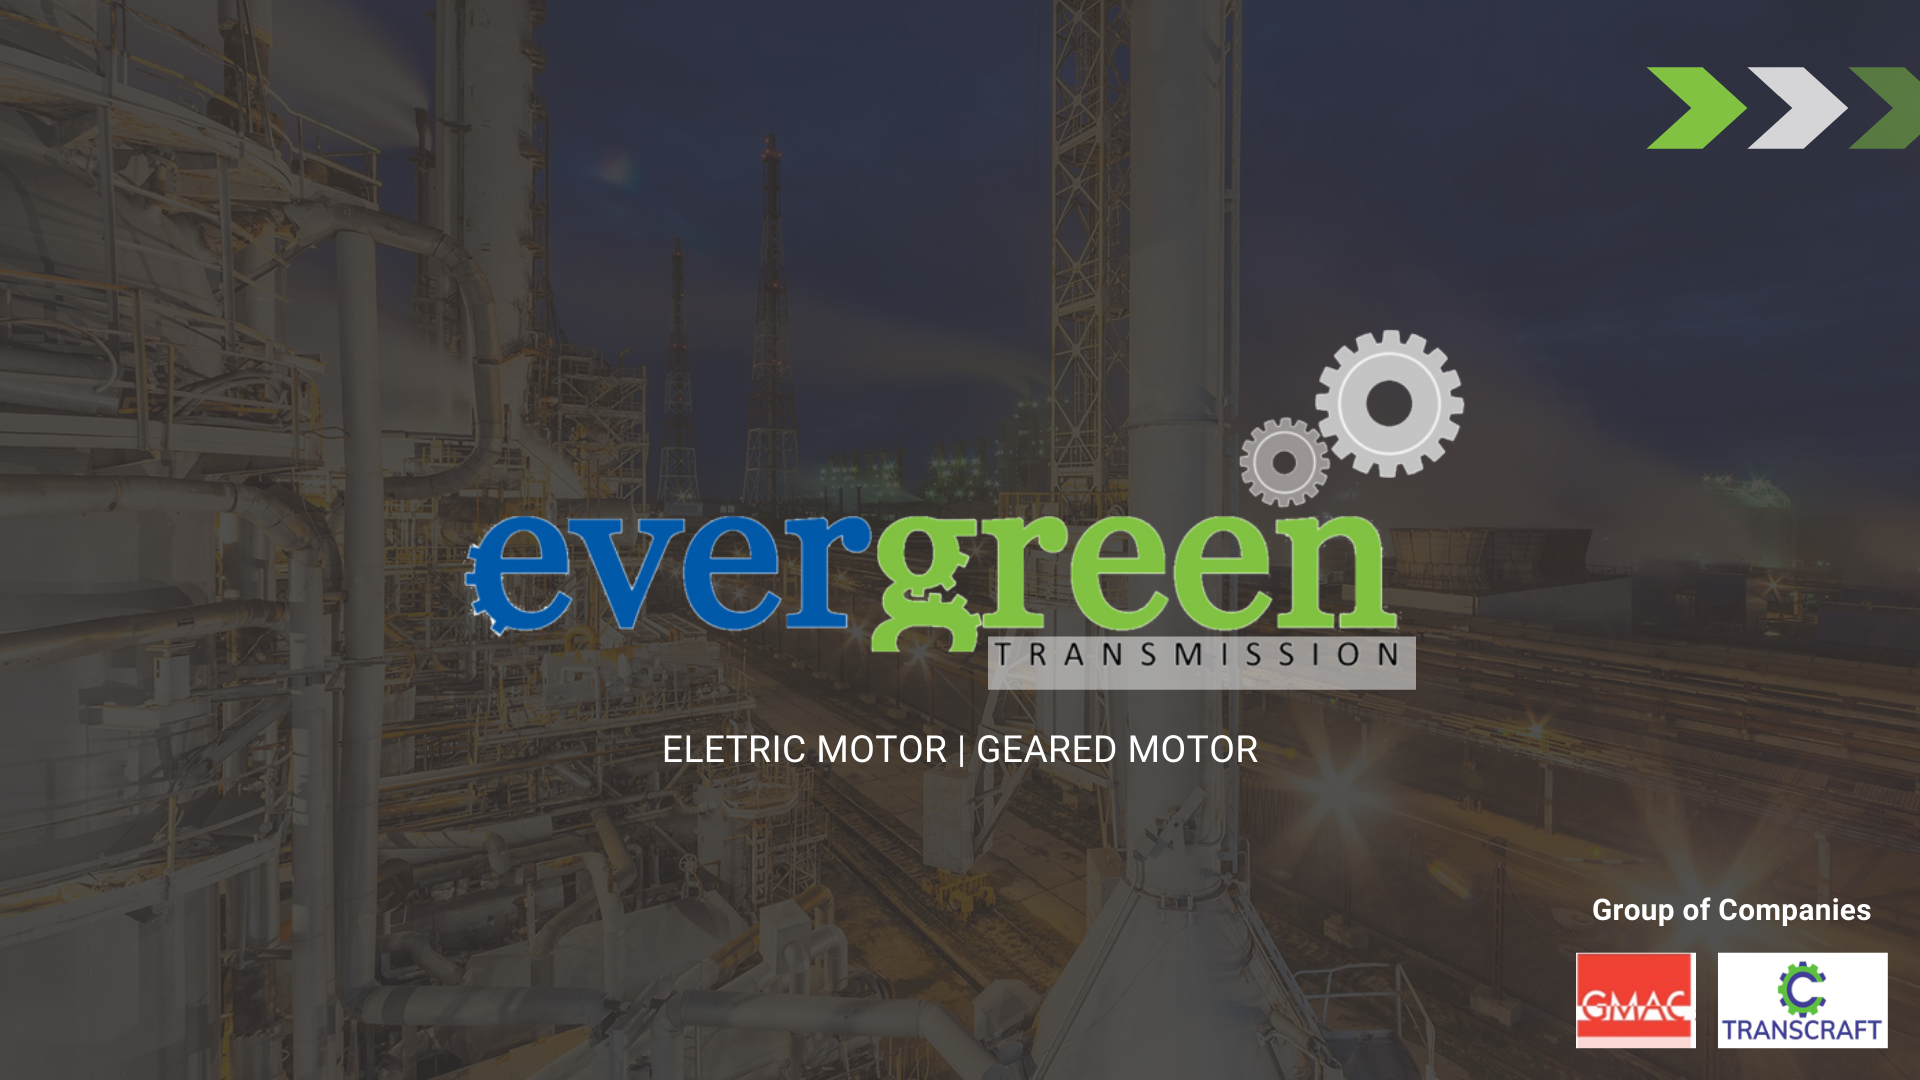 evergreen
TRANSMISSION
ELETRIC MOTOR | GEARED MOTOR
Group of Companies
GMAC
TRANSCRAFT